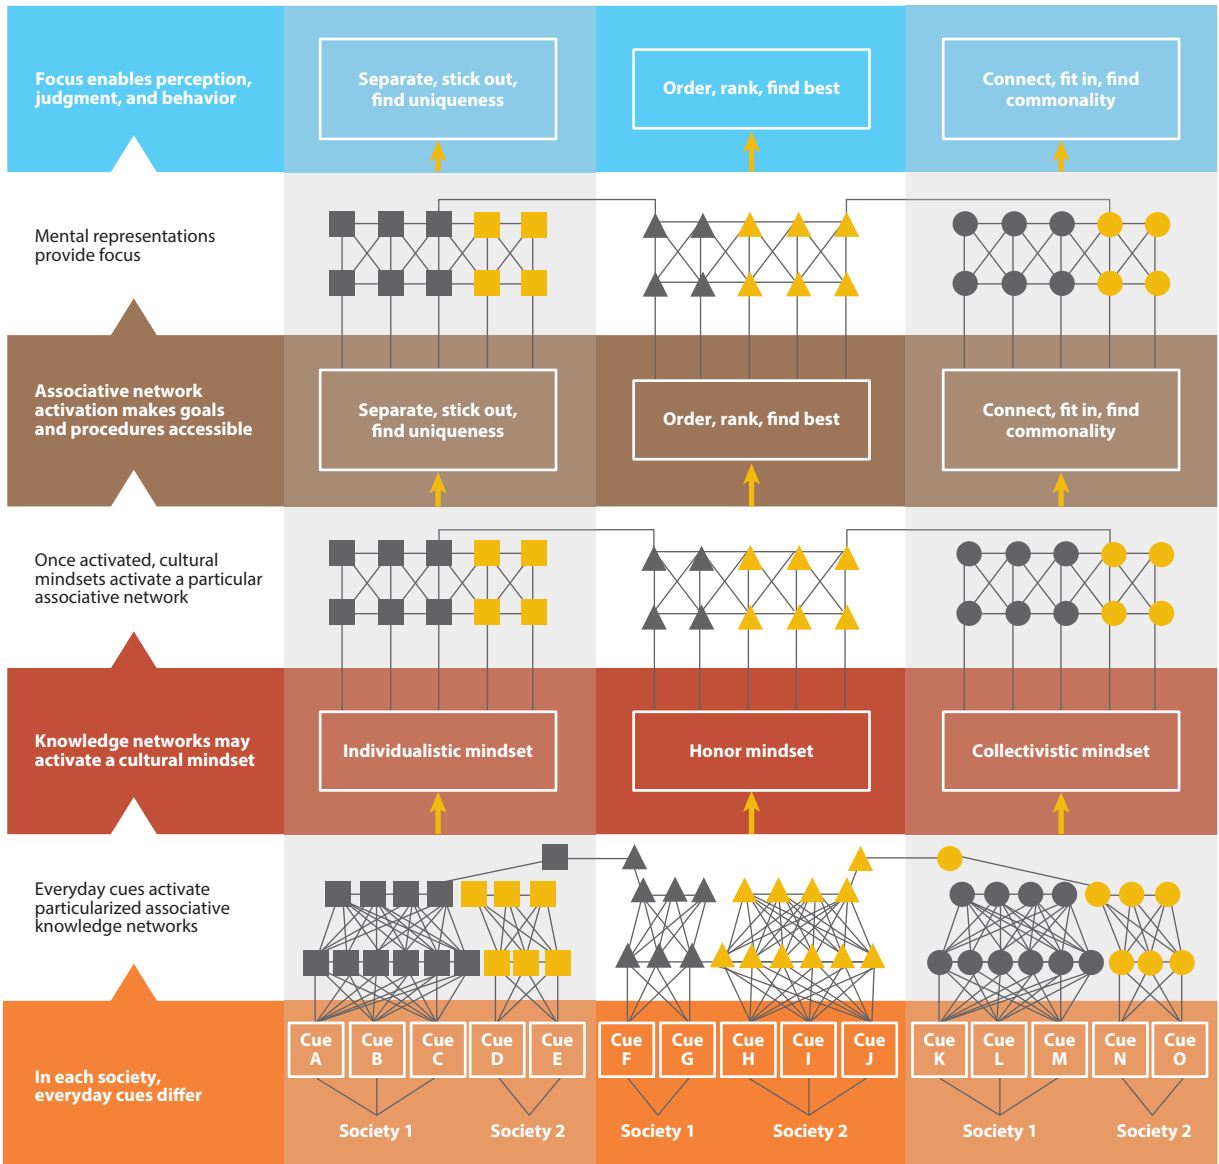 Focus enables perception,
judgment, and behavior
Separate, stick out,
find uniqueness
Order, rank, find best
Connect, fit in, find
commonality
Mental representations
provide focus
Associative network
activation makes goals
and procedures accessible
Separate, stick out,
find uniqueness
Order, rank, find best
Connect, fit in, find
commonality
Once activated, cultural
mindsets activate a particular
associative network
Knowledge networks may
activate a cultural mindset
Individualistic mindset
Honor mindset
Collectivistic mindset
Everyday cues activate
particularized associative
knowledge networks
In each society,
everyday cues differ
Cue
A
Cue
B
Cue
C
Cue
D
Cue
E
Cue
F
Cue
G
Cue
H
Cue
I
Cue
J
Cue
K
Cue
L
Cue
M
Cue
N
Cue
O
Society 1
Society 2
Society 1
Society 2
Society 1
Society 2